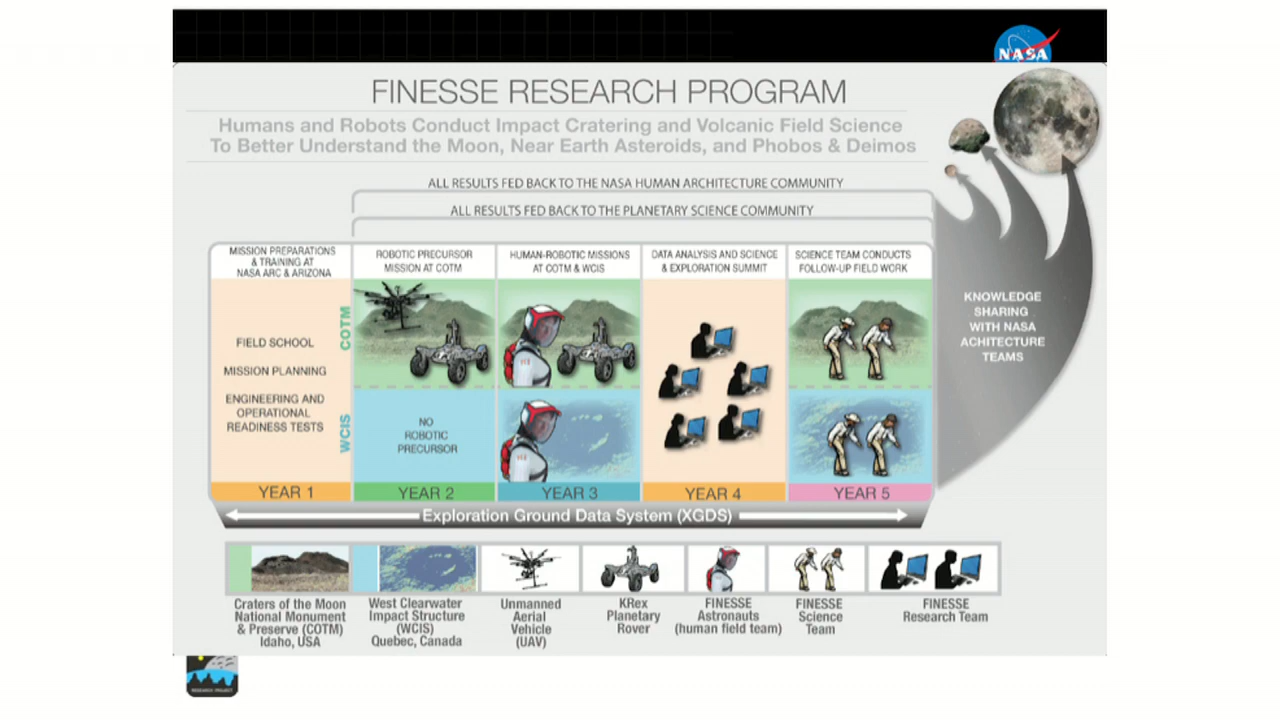 NASA
FINESSE RESEARCH PROGRAM
Humans and Robots Conduct Impact Cratering and Volcanic Field Science
To Better Understand the Moon, Near Earth Asteroids, and Phobos & Deimos
ALL RESULTS FED BACK TO THE NASA HUMAN ARCHITECTURE COMMUNITY
ALL RESULTS FED BACK TO THE PLANETARY SCIENCE COMMUNITY
MISSION PREPARATIONS
& TRAINING AT
NASA ARC & ARIZONA
ROBOTIC PRECURSOR
MISSION AT COTM
HUMAN-ROBOTIC MISSIONS
AT COTM & WCIS
DATA ANALYSIS AND SCIENCE
& EXPLORATION SUMMIT
SCIENCE TEAM CONDUCTS
FOLLOW-UP FIELD WORK
FIELD SCHOOL
MISSION PLANNING
ENGINEERING AND
OPERATIONAL
READINESS TESTS
COTM
WCIS
NO
ROBOTIC
PRECURSOR
KNOWLEDGE
SHARING
WITH NASA
ACHITECTURE
TEAMS
YEAR 1
YEAR 2
YEAR 3
YEAR 4
YEAR 5
Exploration Ground Data System (XGDS)
Craters of the Moon
National Monument
& Preserve (COTM)
Idaho, USA
West Clearwater
Impact Structure
(WCIS)
Quebec, Canada
Unmanned
Aerial
Vehicle
(UAV)
KRex
Planetary
Rover
FINESSE
Astronauts
(human field team)
FINESSE
Science
Team
FINESSE
Research Team
RESEARCH PROJECT